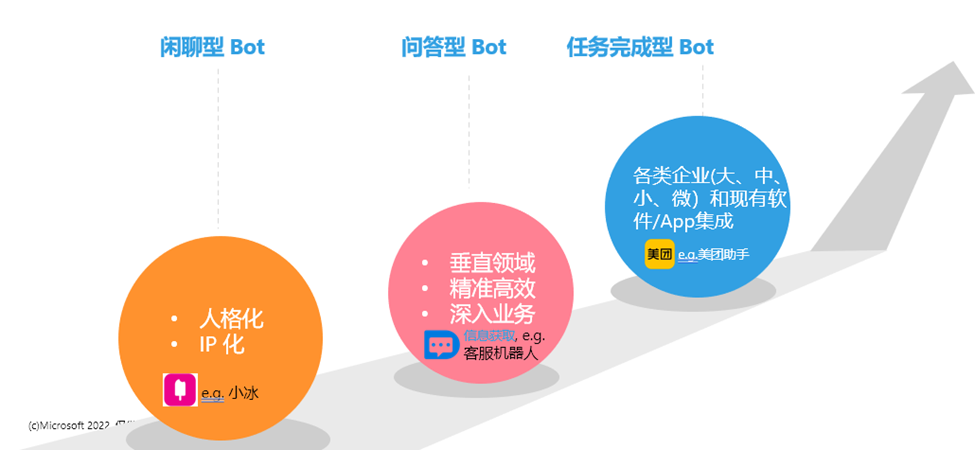 闲聊型 Bot
问答型 Bot
任务完成型 Bot
各类企业(大、中、
小、微）和现有软
件/App集成
美团 e.g.美团助手
• 垂直领域
• 精准高效
• 深入业务
信息获取, e.g.
客服机器人
• 人格化
• IP 化
e.g. 小冰
(c)Microsoft 2022